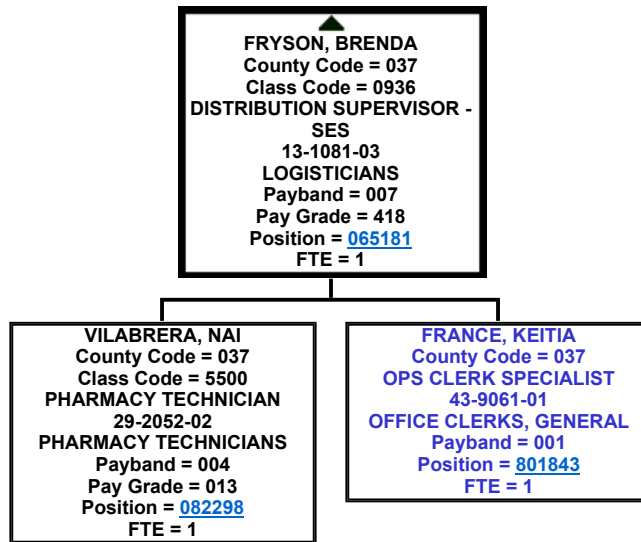 FRYSON, BRENDA
County Code = 037
Class Code = 0936
DISTRIBUTION SUPERVISOR -
SES
13-1081-03
LOGISTICIANS
Payband = 007
Pay Grade = 418
Position = 065181
FTE = 1
VILABRERA, NAI
County Code = 037
Class Code = 5500
PHARMACY TECHNICIAN
29-2052-02
PHARMACY TECHNICIANS
Payband = 004
Pay Grade = 013
Position = 082298
FTE = 1
FRANCE, KEITIA
County Code = 037
OPS CLERK SPECIALIST
43-9061-01
OFFICE CLERKS, GENERAL
Payband = 001
Position = 801843
FTE = 1